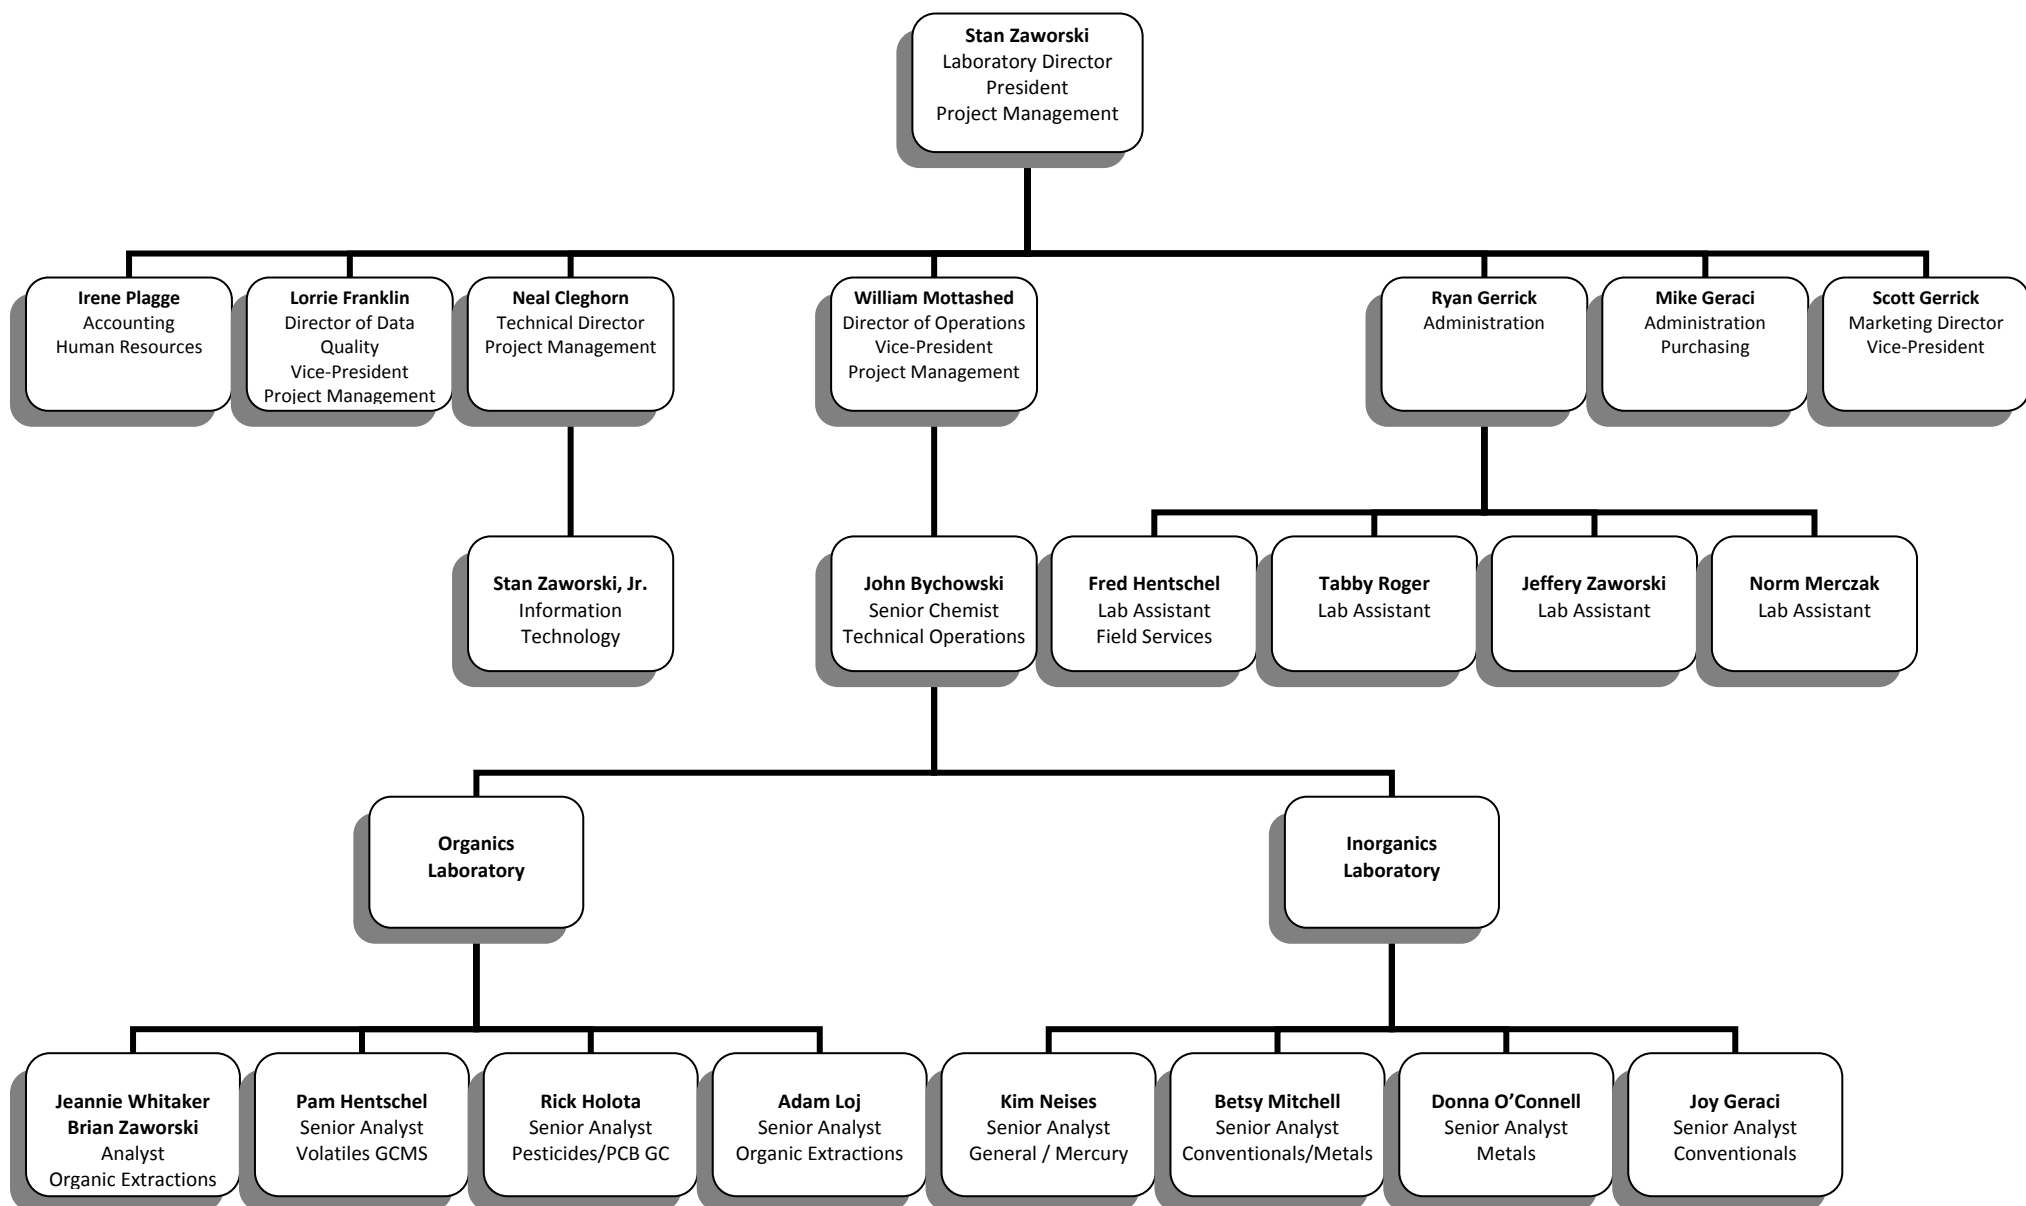 Stan Zaworski
Laboratory Director
President
Project Management
Irene Plagge
Accounting
Human Resources
Lorrie Franklin
Director of Data
Quality
Vice-President
Project Management
Neal Cleghorn
Technical Director
Project Management
William Mottashed
Director of Operations
Vice-President
Project Management
Ryan Gerrick
Administration
Mike Geraci
Administration
Purchasing
Scott Gerrick
Marketing Director
Vice-President
Stan Zaworski, Jr.
Information
Technology
John Bychowski
Senior Chemist
Technical Operations
Fred Hentschel
Lab Assistant
Field Services
Tabby Roger
Lab Assistant
Jeffery Zaworski
Lab Assistant
Norm Merczak
Lab Assistant
Organics
Laboratory
Inorganics
Laboratory
Jeannie Whitaker
Brian Zaworski
Analyst
Organic Extractions
Pam Hentschel
Senior Analyst
Volatiles GCMS
Rick Holota
Senior Analyst
Pesticides/PCB GC
Adam Loj
Senior Analyst
Organic Extractions
Kim Neises
Senior Analyst
General / Mercury
Betsy Mitchell
Senior Analyst
Conventionals/Metals
Donna O’Connell
Senior Analyst
Metals
Joy Geraci
Senior Analyst
Conventionals